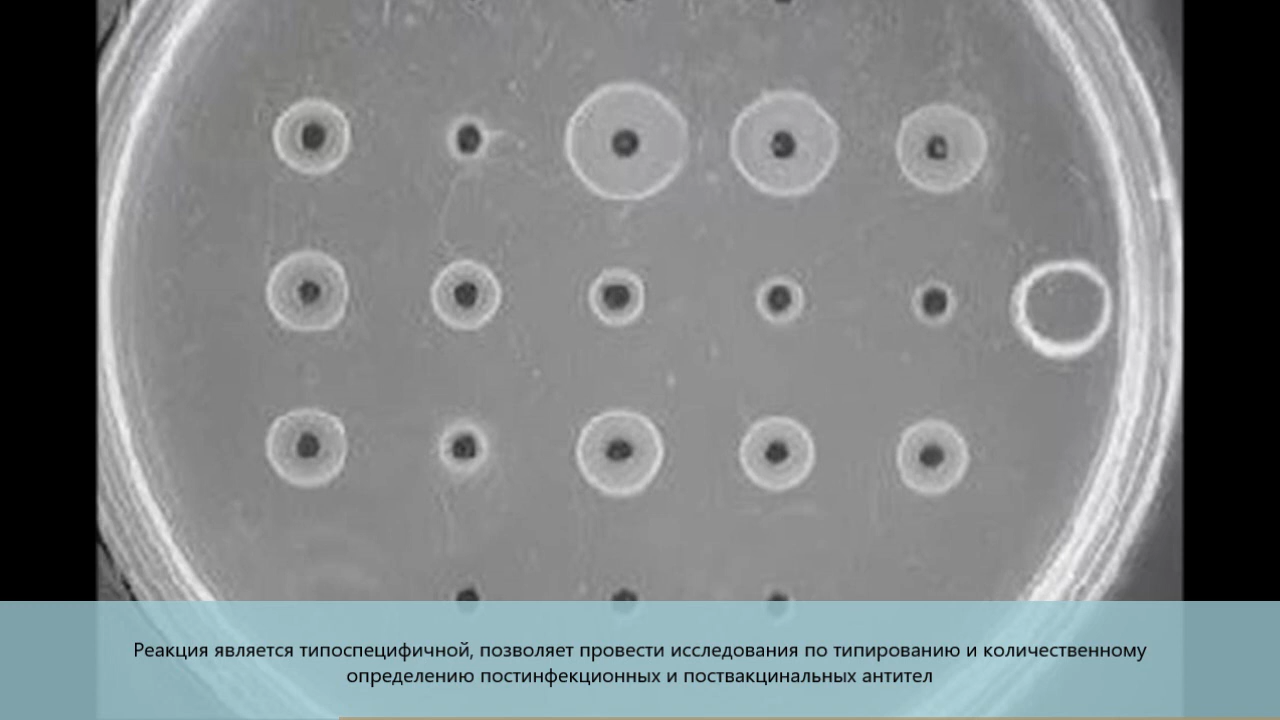 Реакция является типоспецифичной, позволяет провести исследования по типированию и количественному
определению постинфекционных и поствакцинальных антител